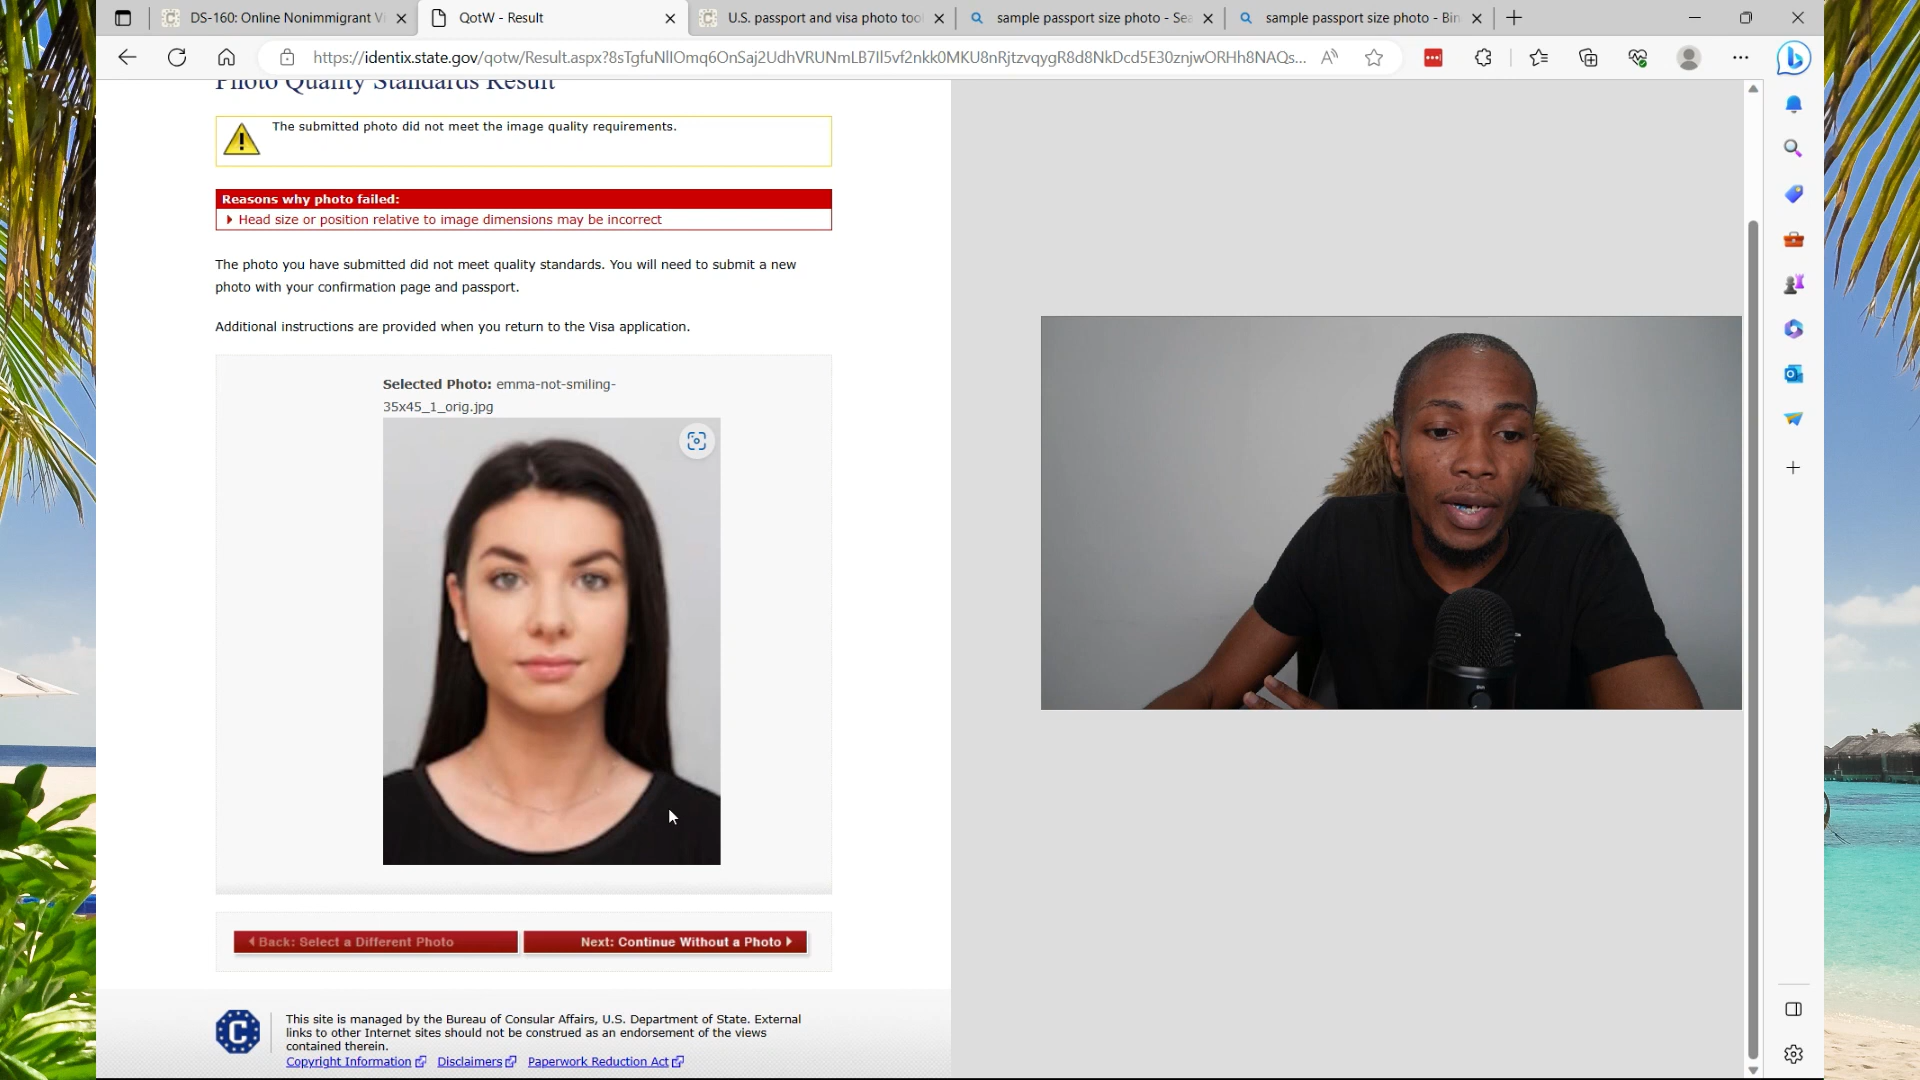 DS-160: Online Nonimmigrant Vi
QotW - Result
U.S. passport and visa photo too
sample passport size photo - Sea
sample passport size photo - Bin
https://identix.state.gov/qotw/Result.aspx?8sTgfuNlIOmq6OnSaj2UdhVRUNmLB7Il5vf2nkk0MKU8nRjtzvqygR8d8NkDcd5E30znjwORHh8NAQs...
Photo Quality Standards Result
The submitted photo did not meet the image quality requirements.
Reasons why photo failed:
Head size or position relative to image dimensions may be incorrect
The photo you have submitted did not meet quality standards. You will need to submit a new
photo with your confirmation page and passport.
Additional instructions are provided when you return to the Visa application.
Selected Photo: emma-not-smiling-
35x45_1_orig.jpg
Back: Select a Different Photo
Next: Continue Without a Photo
This site is managed by the Bureau of Consular Affairs, U.S. Department of State. External
links to other Internet sites should not be construed as an endorsement of the views
contained therein.
Copyright Information
Disclaimers
Paperwork Reduction Act